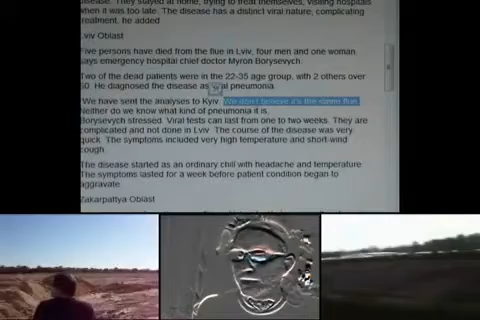 disease. They stayed at home, trying to treat themselves, visiting hospitals
when it was too late. The disease has a distinct viral nature, complicating
treatment, he added
Lviv Oblast
Five persons have died from the flue in Lviv, four men and one woman
says emergency hospital chief doctor Myron Borysevych.
Two of the dead patients were in the 22-35 age group, with 2 others over
60. He diagnosed the disease as viral pneumonia.
"We have sent the analyses to Kyiv. We don't believe it's the same flue.
Neither do we know what kind of pneumonia it is.
Borysevych stressed. Viral tests can last from one to two weeks. They are
complicated and not done in Lviv. The course of the disease was very
quick. The symptoms included very high temperature and short-wind
cough.
The disease started as an ordinary chill with headache and temperature.
The symptoms lasted for a week before patient condition began to
aggravate.
Zakarpattya Oblast